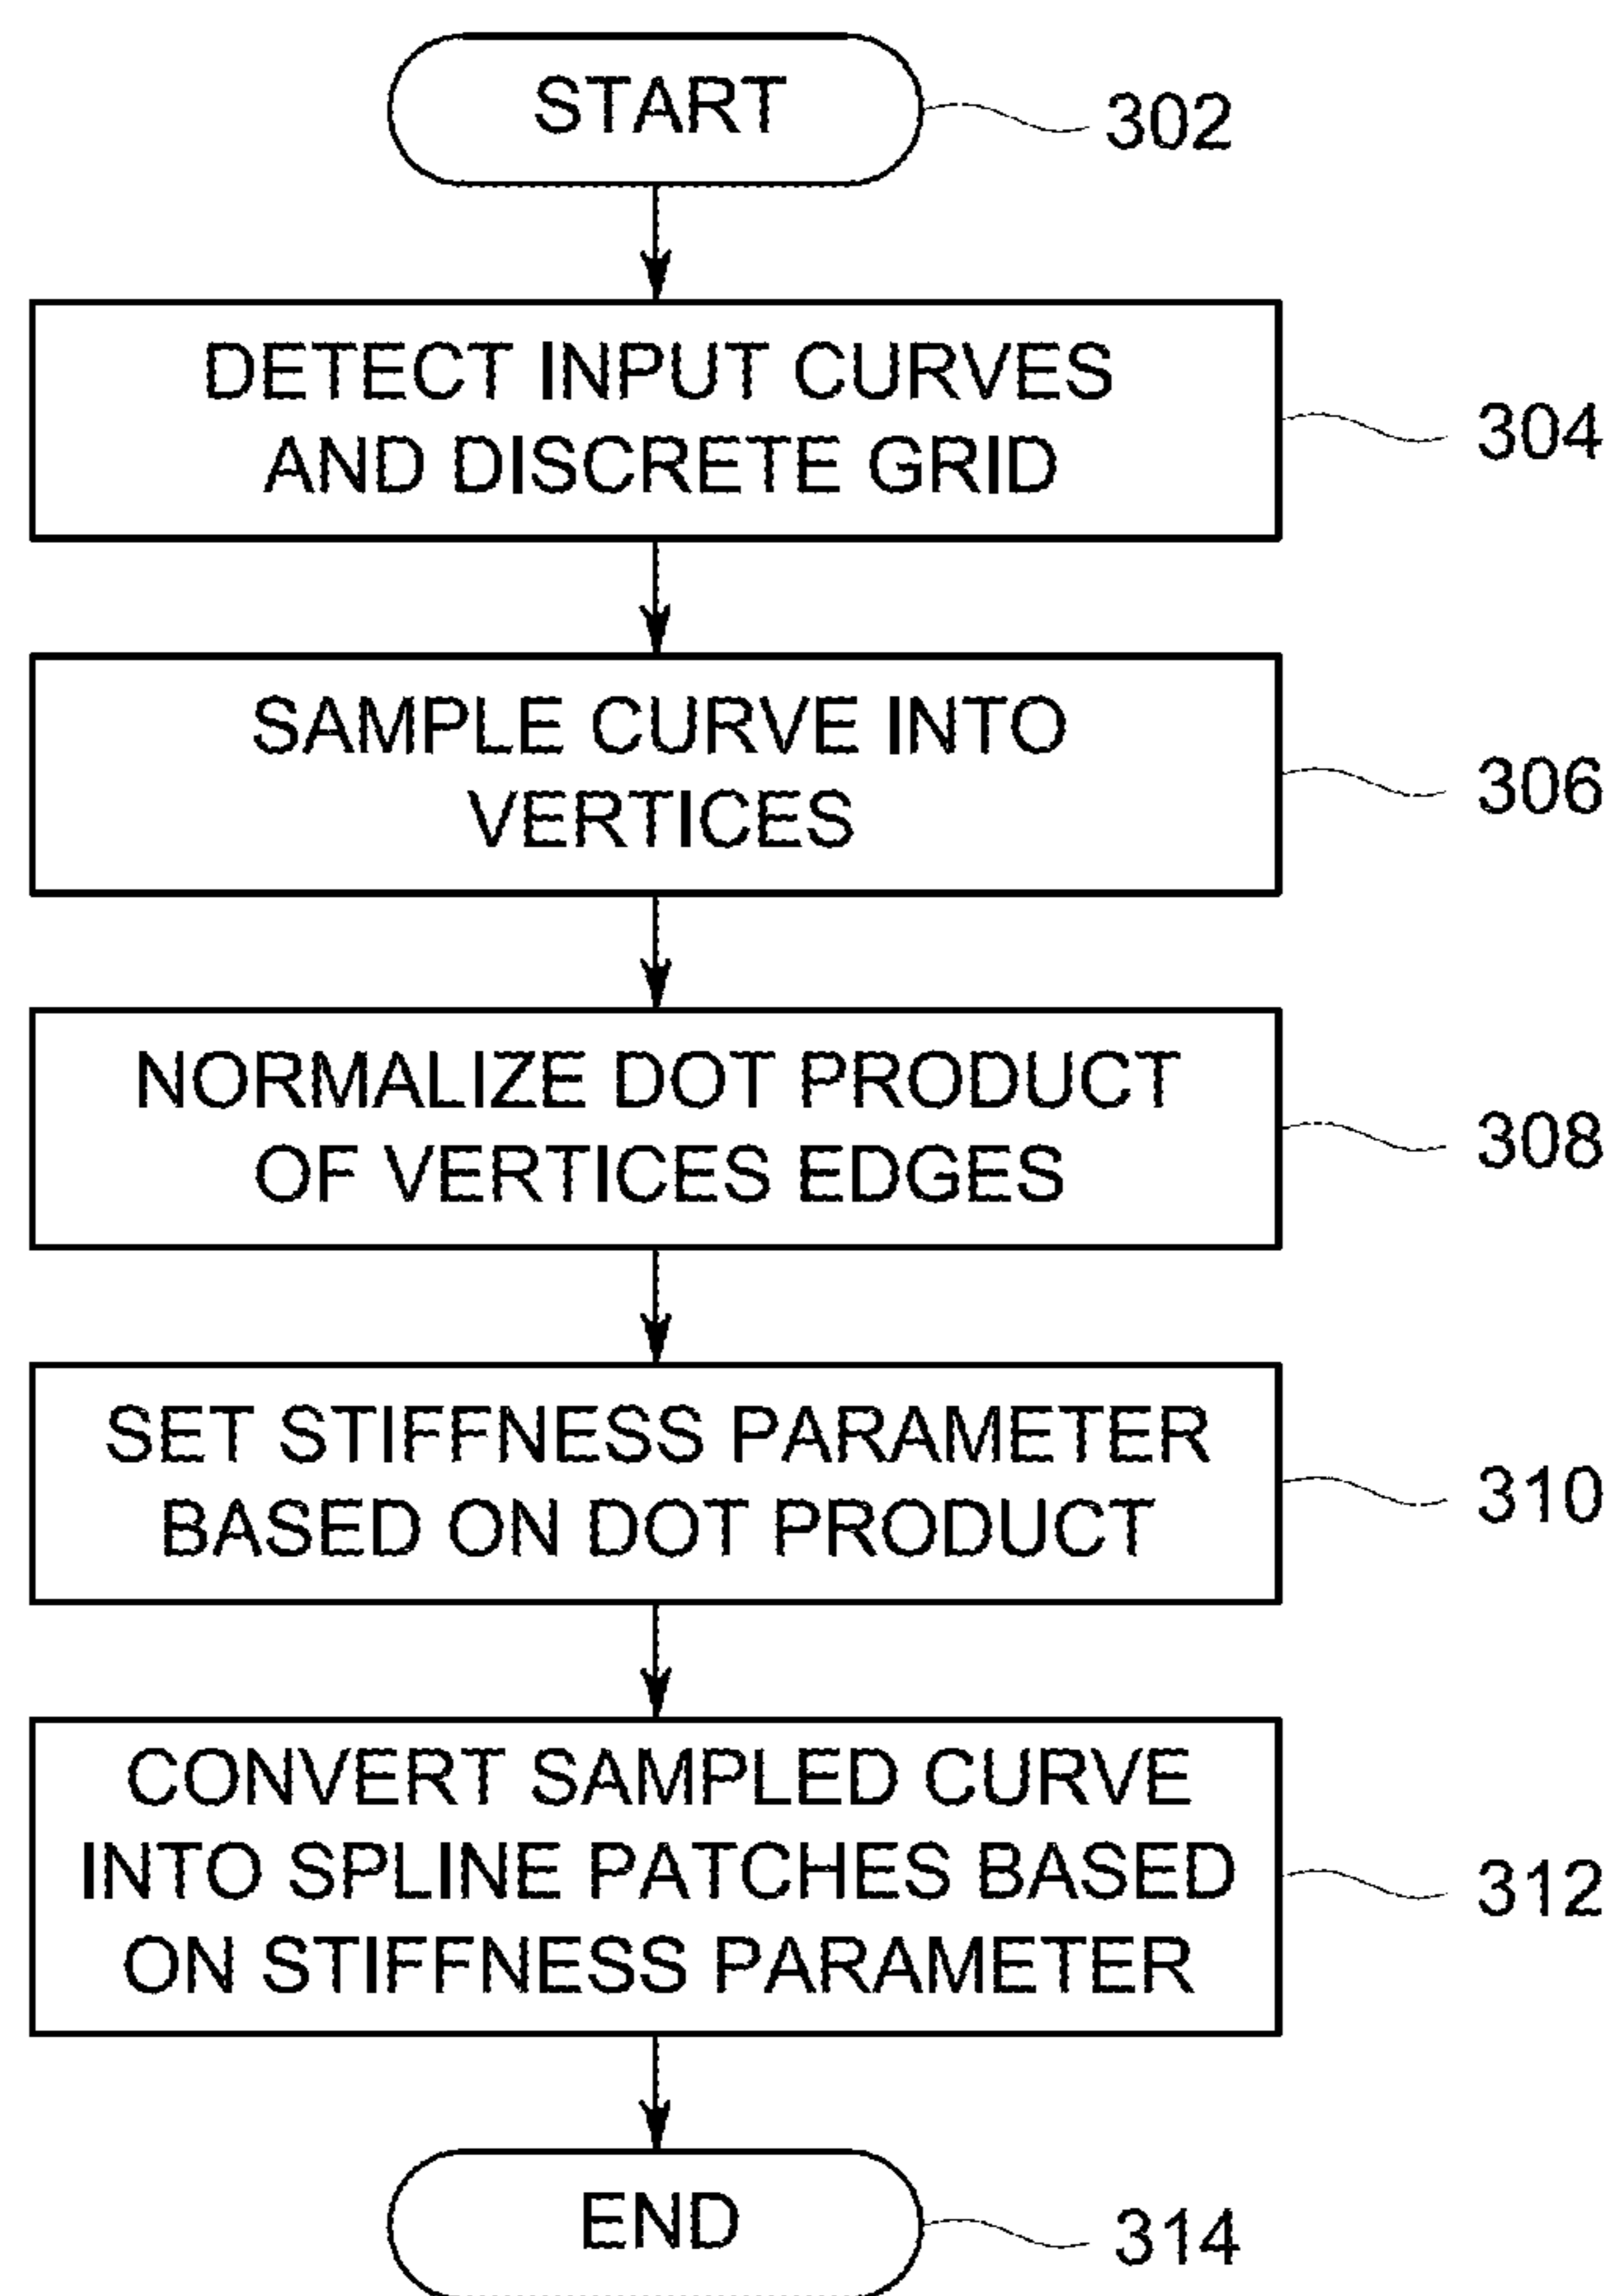 START
302
DETECT INPUT CURVES
AND DISCRETE GRID
304
SAMPLE CURVE INTO
VERTICES
306
NORMALIZE DOT PRODUCT
OF VERTICES EDGES
308
SET STIFFNESS PARAMETER
BASED ON DOT PRODUCT
310
CONVERT SAMPLED CURVE
INTO SPLINE PATCHES BASED
ON STIFFNESS PARAMETER
312
END
314